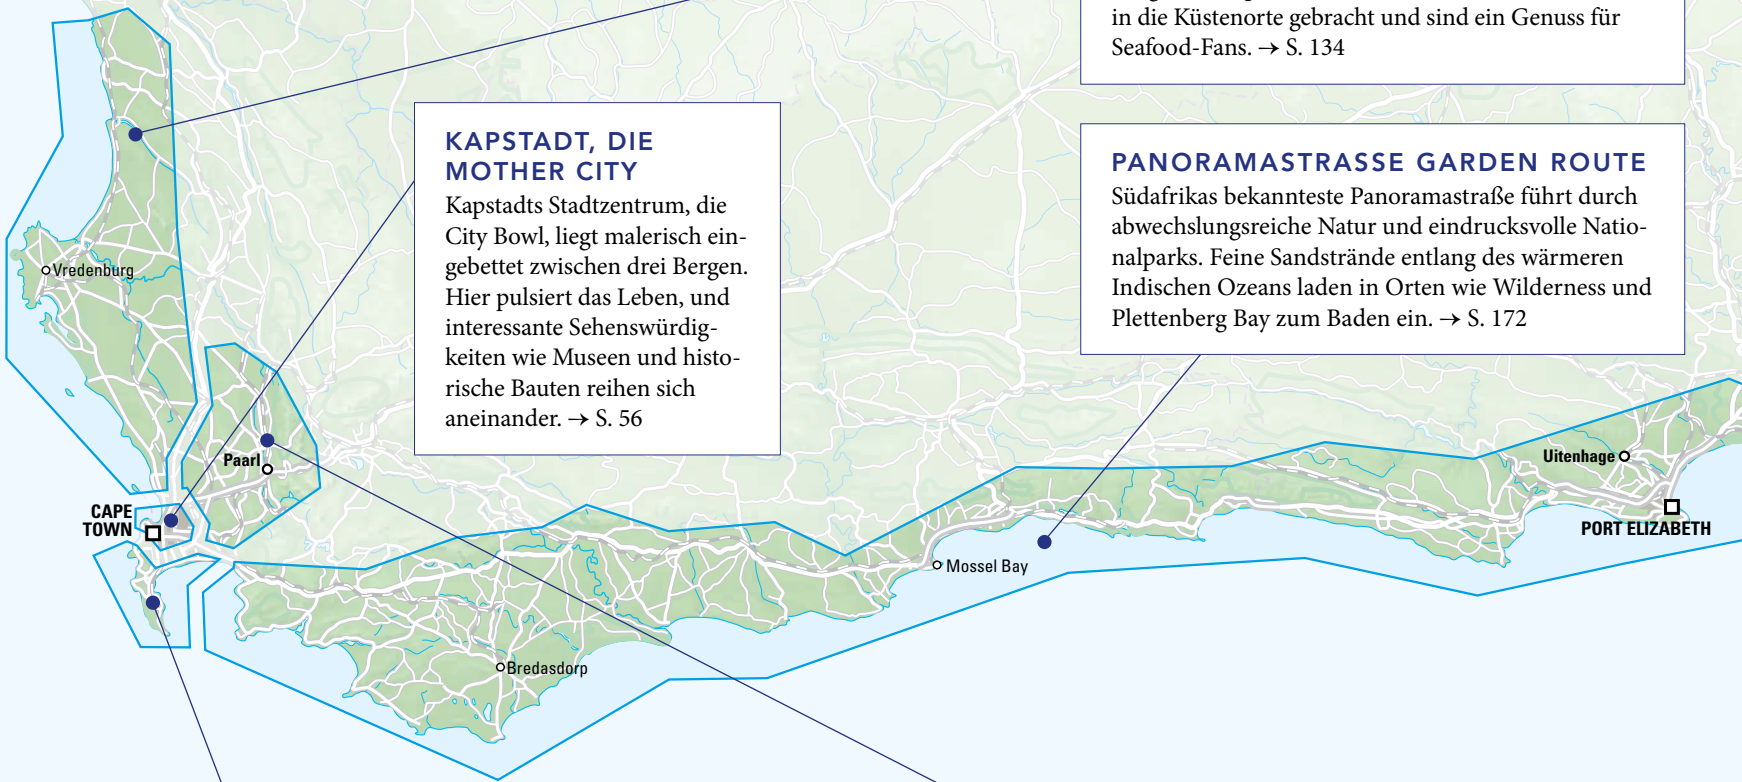 in die Küstenorte gebracht und sind ein Genuss für
Seafood-Fans. → S. 134
KAPSTADT, DIE
MOTHER CITY
Kapstadts Stadtzentrum, die
City Bowl, liegt malerisch ein-
gebettet zwischen drei Bergen.
Hier pulsiert das Leben, und
interessante Sehenswürdig-
keiten wie Museen und histo-
rische Bauten reihen sich
aneinander. → S. 56
PANORAMASTRASSE GARDEN ROUTE
Südafrikas bekannteste Panoramastraße führt durch
abwechslungsreiche Natur und eindrucksvolle Natio-
nalparks. Feine Sandstrände entlang des wärmeren
Indischen Ozeans laden in Orten wie Wilderness und
Plettenberg Bay zum Baden ein. → S. 172
Vredenburg
Paarl
CAPE
TOWN
Uitenhage
PORT ELIZABETH
Mossel Bay
Bredasdorp